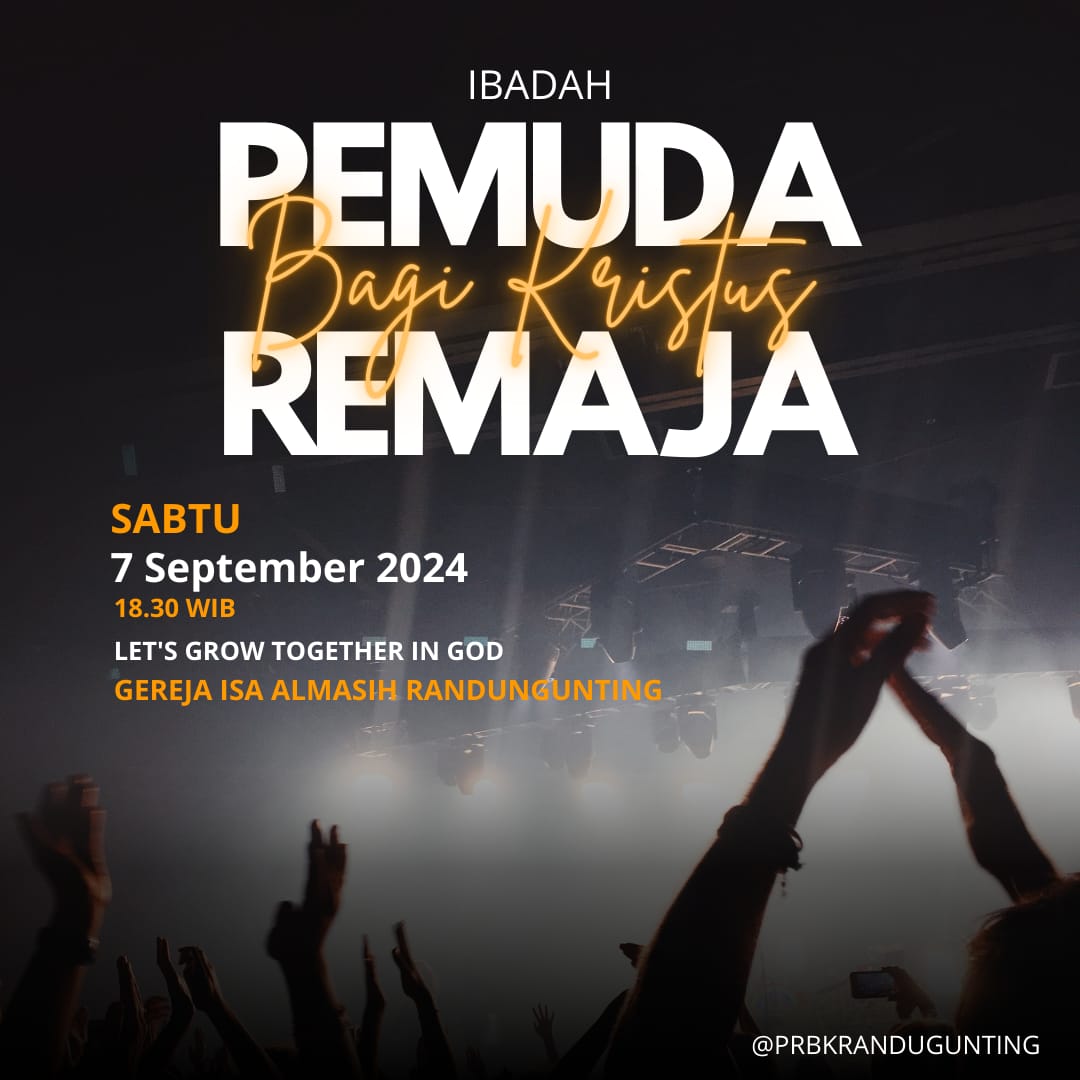 IBADAH
PEMUDA
Bagi Kristus
REMAJA
SABTU
7 September 2024
18.30 WIB
LET'S GROW TOGETHER IN GOD
GEREJA ISA ALMASIH RANDUNGUNTING
@PRBKRANDUGUNTING